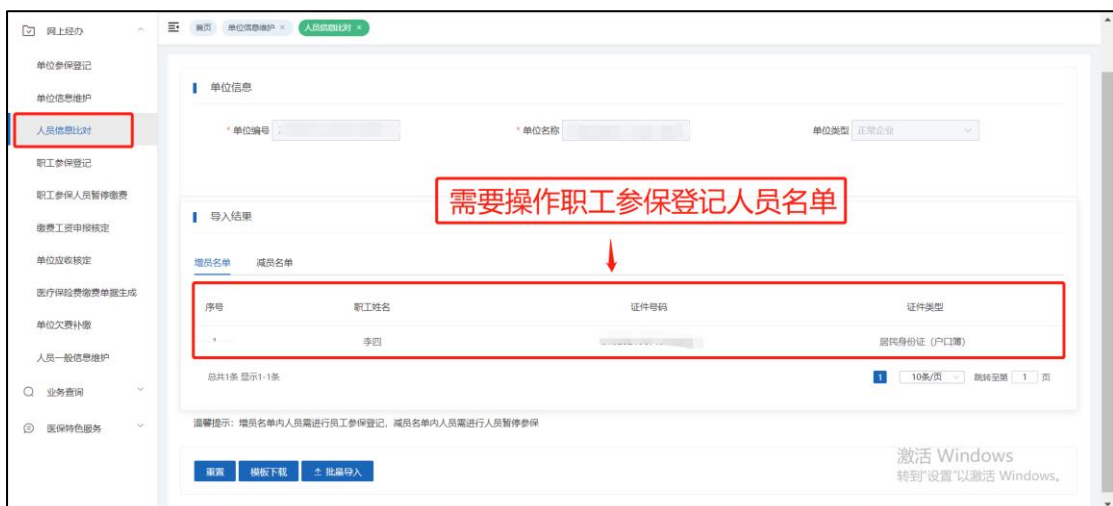 网上经办
首页 单位信息维护 × 人员信息比对 ×
单位参保登记
单位信息维护
人员信息比对
职工参保登记
职工参保人员暂停缴费
缴费工资申报核定
单位应收核定
医疗保险费缴费单据生成
单位欠费补缴
人员一般信息维护
业务查询
医保特色服务
单位信息
* 单位编号 * 单位名称 单位类型 正常企业
需要操作职工参保登记人员名单
导入结果
增员名单 减员名单
序号 职工姓名 证件号码 证件类型
1 李四 居民身份证（户口簿）
总共1条 显示1-1条 1 10条/页 跳转至第 1 页
温馨提示：增员名单内人员需进行员工参保登记，减员名单内人员需进行人员暂停参保
重置 模板下载 批量导入
激活 Windows
转到"设置"以激活 Windows。